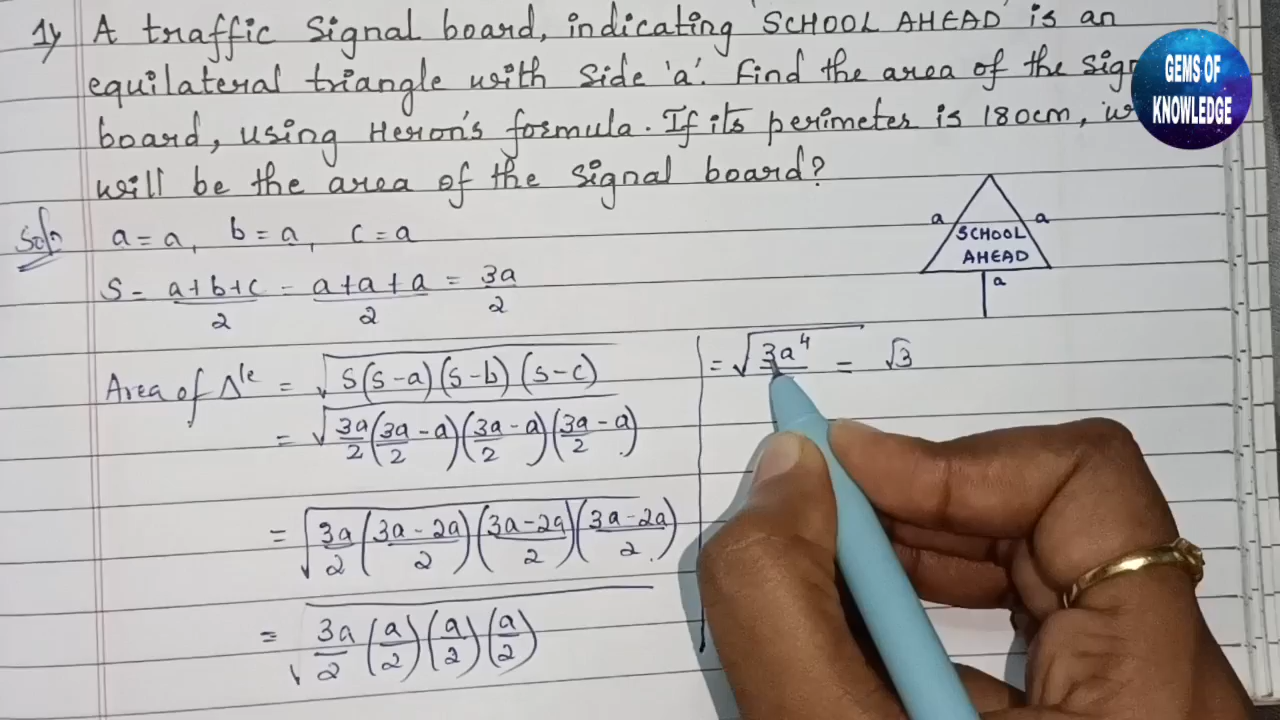 1) A traffic Signal board, indicating 'SCHOOL AHEAD' is an
equilateral triangle with side 'a'. Find the area of the
board, using Heron's formula. If its perimeter is 180cm,
will be the area of the signal board?
Soln a = a, b = a, c = a
S = a+b+c/2 = a+a+a/2 = 3a/2
Area of Δle = √S(S-a)(S-b)(S-c)
= √3a/2(3a/2-a)(3a/2-a)(3a/2-a)
= √3a/2(3a-2a/2)(3a-2a/2)(3a-2a/2)
= √3a/2(a/2)(a/2)(a/2)
= √3a⁴ = √3
a a
SCHOOL
AHEAD
a
GEMS OF
KNOWLEDGE